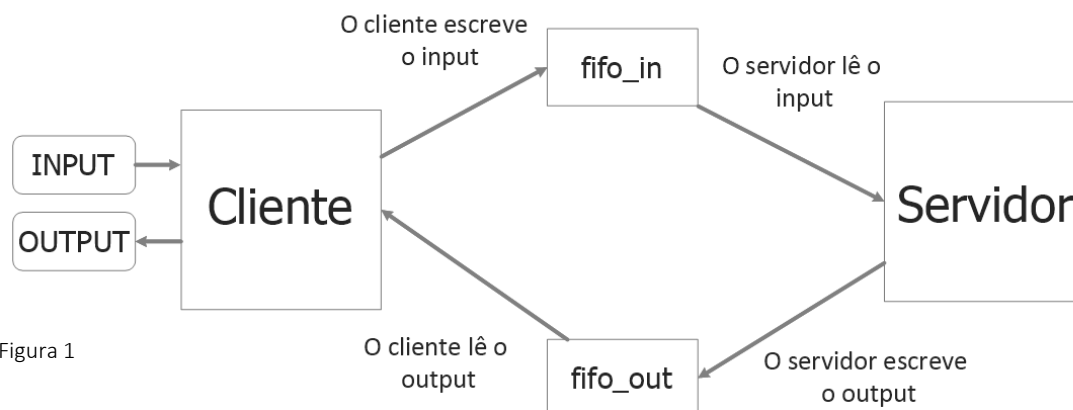 O cliente escreve
o input
fifo_in
O servidor lê o
input
INPUT
Cliente
Servidor
OUTPUT
Figura 1
O cliente lê o
output
fifo_out
O servidor escreve
o output